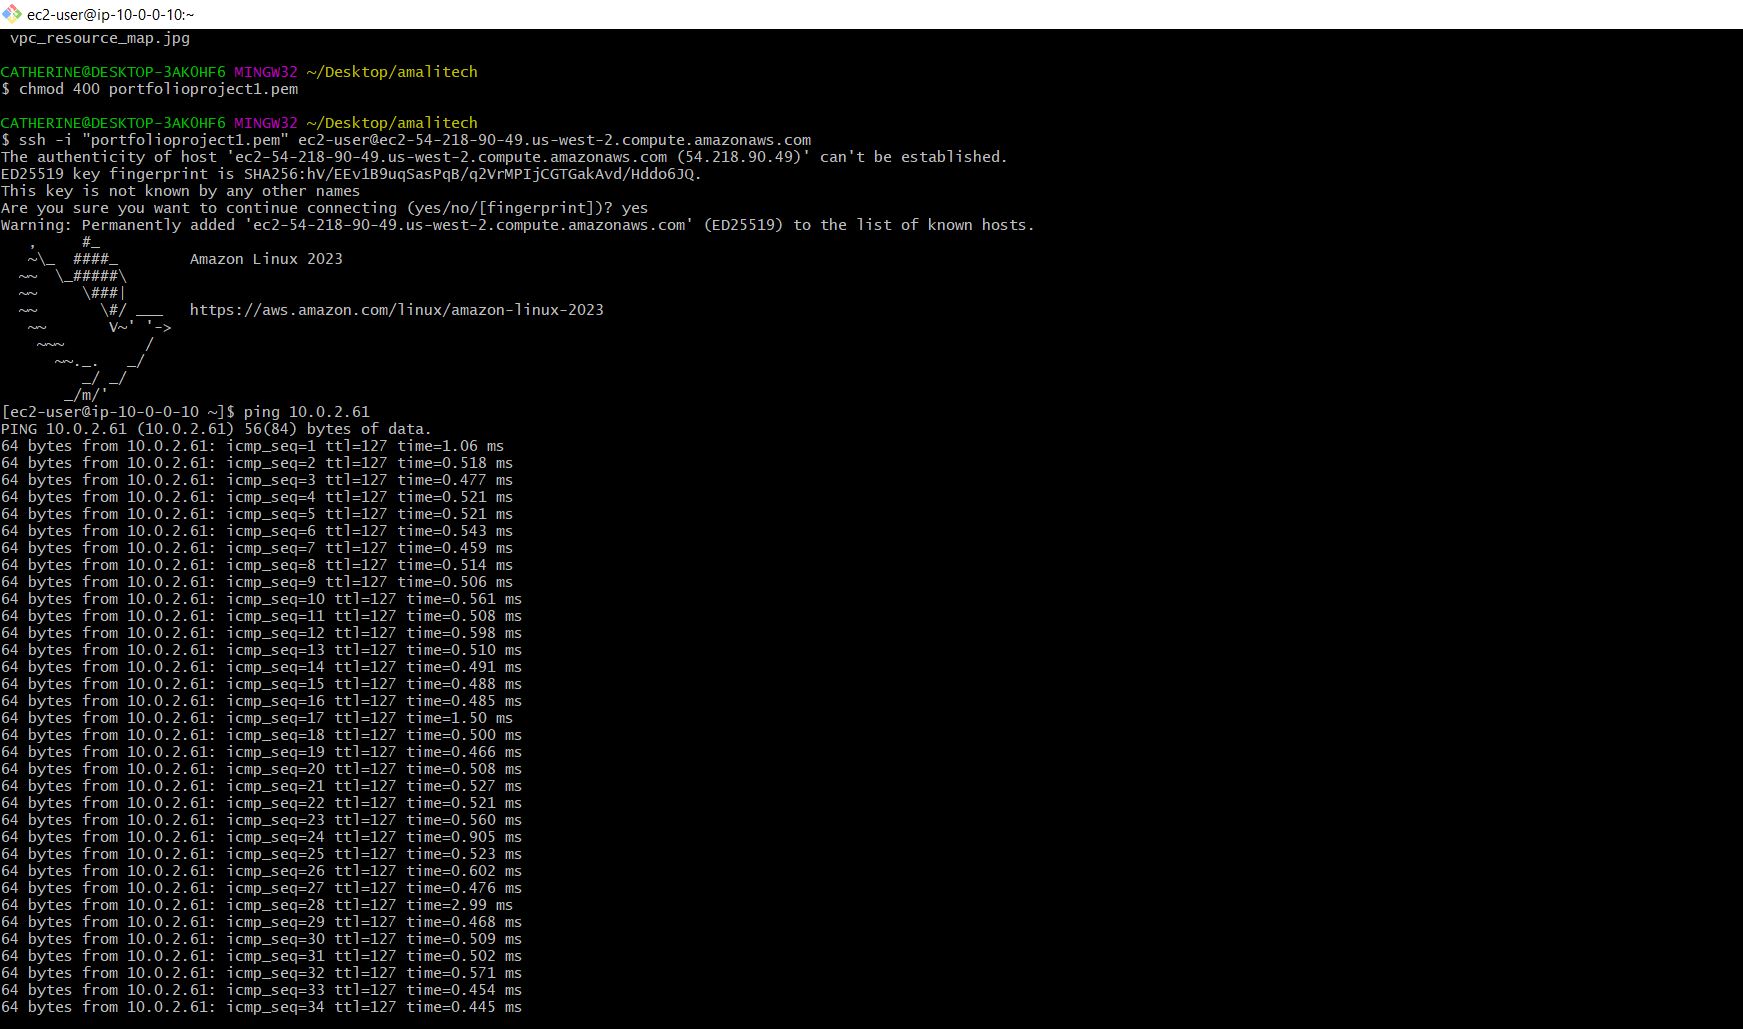 ec2-user@ip-10-0-0-10:~
vpc_resource_map.jpg
CATHERINE@DESKTOP-3AKOHF6 MINGW32 ~/Desktop/amalitech
$ chmod 400 portfolioproject1.pem
CATHERINE@DESKTOP-3AKOHF6 MINGW32 ~/Desktop/amalitech
$ ssh -i "portfolioproject1.pem" ec2-user@ec2-54-218-90-49.us-west-2.compute.amazonaws.com
The authenticity of host 'ec2-54-218-90-49.us-west-2.compute.amazonaws.com (54.218.90.49)' can't be established.
ED25519 key fingerprint is SHA256:hV/EEv1B9uqSasPqB/q2VrMPIjCGTGakAvd/Hddo6JQ.
This key is not known by any other names
Are you sure you want to continue connecting (yes/no/[fingerprint])? yes
Warning: Permanently added 'ec2-54-218-90-49.us-west-2.compute.amazonaws.com' (ED25519) to the list of known hosts.
   ,     #_
   ~\_  ####_        Amazon Linux 2023
  ~~  \_#####\
  ~~     \###|
  ~~       \#/ ___   https://aws.amazon.com/linux/amazon-linux-2023
   ~~       V~' '->
    ~~~         /
      ~~._.   _/
         _/ _/
       _/m/'
[ec2-user@ip-10-0-0-10 ~]$ ping 10.0.2.61
PING 10.0.2.61 (10.0.2.61) 56(84) bytes of data.
64 bytes from 10.0.2.61: icmp_seq=1 ttl=127 time=1.06 ms
64 bytes from 10.0.2.61: icmp_seq=2 ttl=127 time=0.518 ms
64 bytes from 10.0.2.61: icmp_seq=3 ttl=127 time=0.477 ms
64 bytes from 10.0.2.61: icmp_seq=4 ttl=127 time=0.521 ms
64 bytes from 10.0.2.61: icmp_seq=5 ttl=127 time=0.521 ms
64 bytes from 10.0.2.61: icmp_seq=6 ttl=127 time=0.543 ms
64 bytes from 10.0.2.61: icmp_seq=7 ttl=127 time=0.459 ms
64 bytes from 10.0.2.61: icmp_seq=8 ttl=127 time=0.514 ms
64 bytes from 10.0.2.61: icmp_seq=9 ttl=127 time=0.506 ms
64 bytes from 10.0.2.61: icmp_seq=10 ttl=127 time=0.561 ms
64 bytes from 10.0.2.61: icmp_seq=11 ttl=127 time=0.508 ms
64 bytes from 10.0.2.61: icmp_seq=12 ttl=127 time=0.598 ms
64 bytes from 10.0.2.61: icmp_seq=13 ttl=127 time=0.510 ms
64 bytes from 10.0.2.61: icmp_seq=14 ttl=127 time=0.491 ms
64 bytes from 10.0.2.61: icmp_seq=15 ttl=127 time=0.488 ms
64 bytes from 10.0.2.61: icmp_seq=16 ttl=127 time=0.485 ms
64 bytes from 10.0.2.61: icmp_seq=17 ttl=127 time=1.50 ms
64 bytes from 10.0.2.61: icmp_seq=18 ttl=127 time=0.500 ms
64 bytes from 10.0.2.61: icmp_seq=19 ttl=127 time=0.466 ms
64 bytes from 10.0.2.61: icmp_seq=20 ttl=127 time=0.508 ms
64 bytes from 10.0.2.61: icmp_seq=21 ttl=127 time=0.527 ms
64 bytes from 10.0.2.61: icmp_seq=22 ttl=127 time=0.521 ms
64 bytes from 10.0.2.61: icmp_seq=23 ttl=127 time=0.560 ms
64 bytes from 10.0.2.61: icmp_seq=24 ttl=127 time=0.905 ms
64 bytes from 10.0.2.61: icmp_seq=25 ttl=127 time=0.523 ms
64 bytes from 10.0.2.61: icmp_seq=26 ttl=127 time=0.602 ms
64 bytes from 10.0.2.61: icmp_seq=27 ttl=127 time=0.476 ms
64 bytes from 10.0.2.61: icmp_seq=28 ttl=127 time=2.99 ms
64 bytes from 10.0.2.61: icmp_seq=29 ttl=127 time=0.468 ms
64 bytes from 10.0.2.61: icmp_seq=30 ttl=127 time=0.509 ms
64 bytes from 10.0.2.61: icmp_seq=31 ttl=127 time=0.502 ms
64 bytes from 10.0.2.61: icmp_seq=32 ttl=127 time=0.571 ms
64 bytes from 10.0.2.61: icmp_seq=33 ttl=127 time=0.454 ms
64 bytes from 10.0.2.61: icmp_seq=34 ttl=127 time=0.445 ms